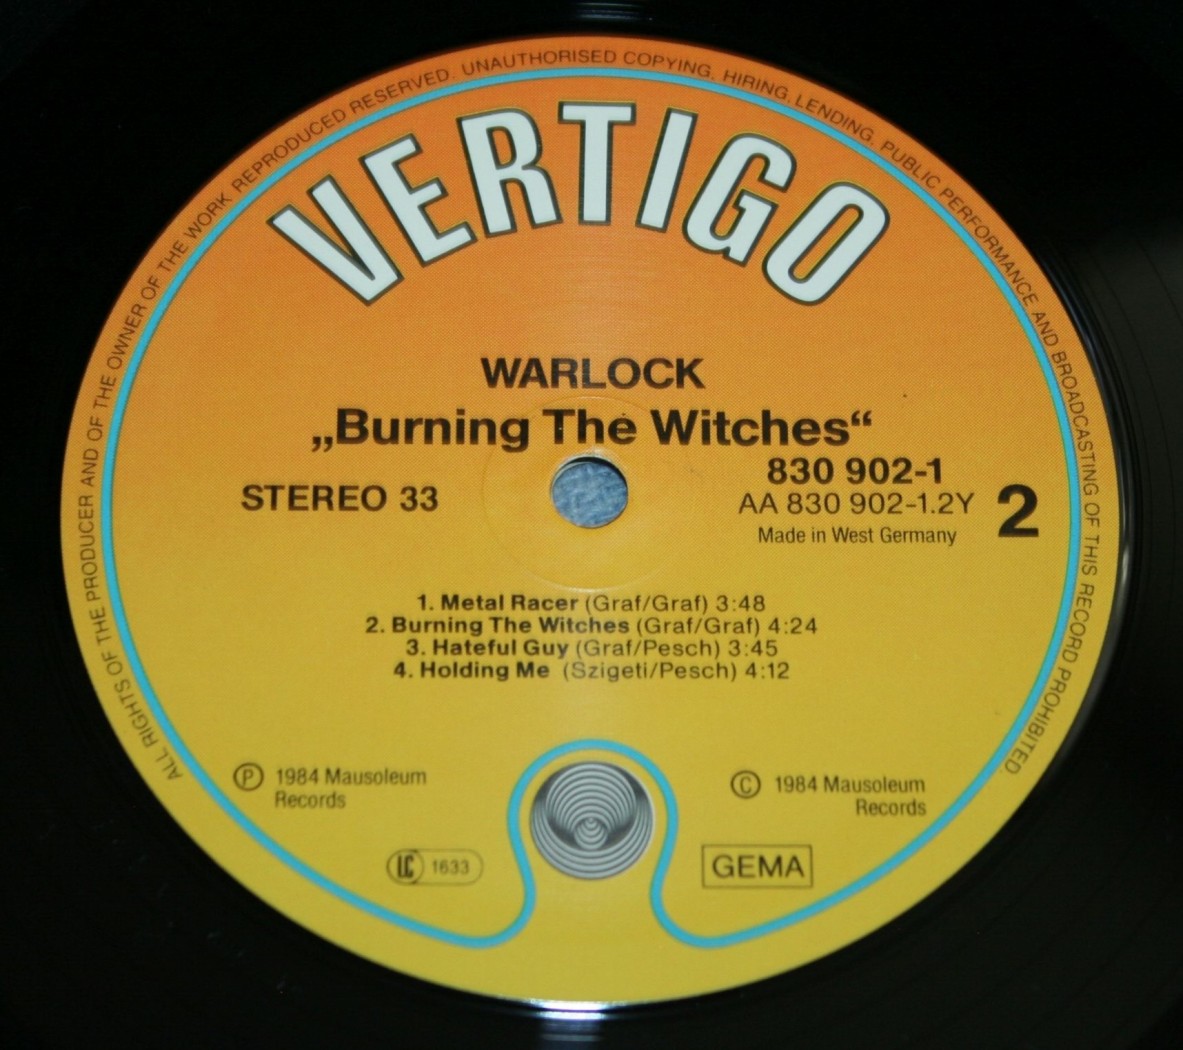 ALL RIGHTS OF THE PRODUCER AND OF THE OWNER OF THE WORK REPRODUCED RESERVED. UNAUTHORISED COPYING, HIRING, LENDING, PUBLIC PERFORMANCE AND BROADCASTING OF THIS RECORD PROHIBITED.
VERTIGO
WARLOCK
„Burning The Witches“
STEREO 33
830 902-1
AA 830 902-1.2Y
Made in West Germany
2
1. Metal Racer (Graf/Graf) 3:48
2. Burning The Witches (Graf/Graf) 4:24
3. Hateful Guy (Graf/Pesch) 3:45
4. Holding Me (Szigeti/Pesch) 4:12
Ⓟ 1984 Mausoleum
Records
© 1984 Mausoleum
Records
LC 1633
GEMA